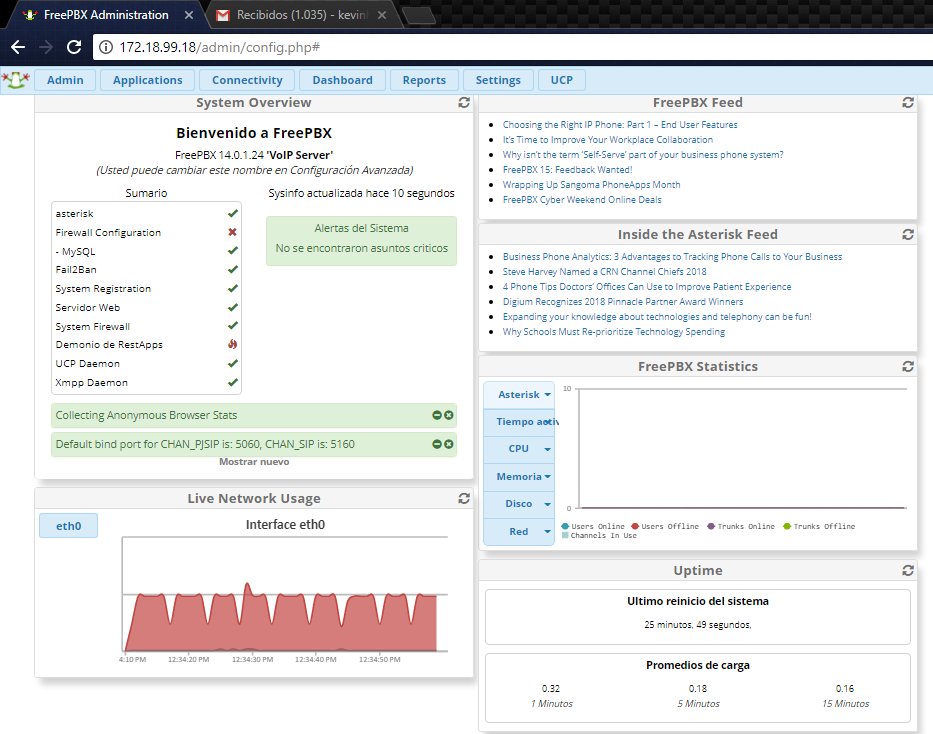 FreePBX Administration
Recibidos (1.035) - kevinl
172.18.99.18/admin/config.php#
Admin
Applications
Connectivity
Dashboard
Reports
Settings
UCP
System Overview
Bienvenido a FreePBX
FreePBX 14.0.1.24 'VoIP Server'
(Usted puede cambiar este nombre en Configuración Avanzada)
Sumario
asterisk
Firewall Configuration
- MySQL
Fail2Ban
System Registration
Servidor Web
System Firewall
Demonio de RestApps
UCP Daemon
Xmpp Daemon
Sysinfo actualizada hace 10 segundos
Alertas del Sistema
No se encontraron asuntos criticos
Collecting Anonymous Browser Stats
Default bind port for CHAN_PJSIP is: 5060, CHAN_SIP is: 5160
Mostrar nuevo
Live Network Usage
eth0
Interface eth0
4:10 PM
12:34:20 PM
12:34:30 PM
12:34:40 PM
12:34:50 PM
FreePBX Feed
Choosing the Right IP Phone: Part 1 – End User Features
It's Time to Improve Your Workplace Collaboration
Why isn't the term 'Self-Serve' part of your business phone system?
FreePBX 15: Feedback Wanted!
Wrapping Up Sangoma PhoneApps Month
FreePBX Cyber Weekend Online Deals
Inside the Asterisk Feed
Business Phone Analytics: 3 Advantages to Tracking Phone Calls to Your Business
Steve Harvey Named a CRN Channel Chiefs 2018
4 Phone Tips Doctors' Offices Can Use to Improve Patient Experience
Digium Recognizes 2018 Pinnacle Partner Award Winners
Expanding your knowledge about technologies and telephony can be fun!
Why Schools Must Re-prioritize Technology Spending
FreePBX Statistics
Asterisk
Tiempo activ
CPU
Memoria
Disco
Red
10
0
Users Online
Users Offline
Trunks Online
Trunks Offline
Channels In Use
Uptime
Ultimo reinicio del sistema
25 minutos, 49 segundos,
Promedios de carga
0.32
1 Minutos
0.18
5 Minutos
0.16
15 Minutos